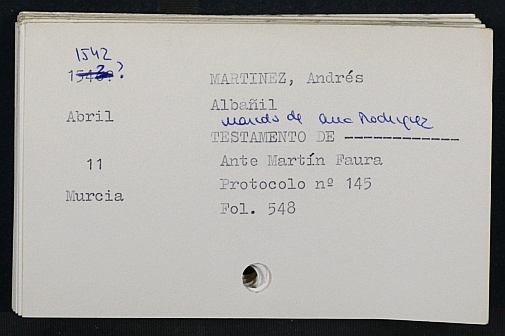 1542
1543??
MARTINEZ, Andrés
Albañil
Abril
marido de Ana Rodriguez
TESTAMENTO DE ------------
11
Ante Martín Faura
Protocolo nº 145
Murcia
Fol. 548